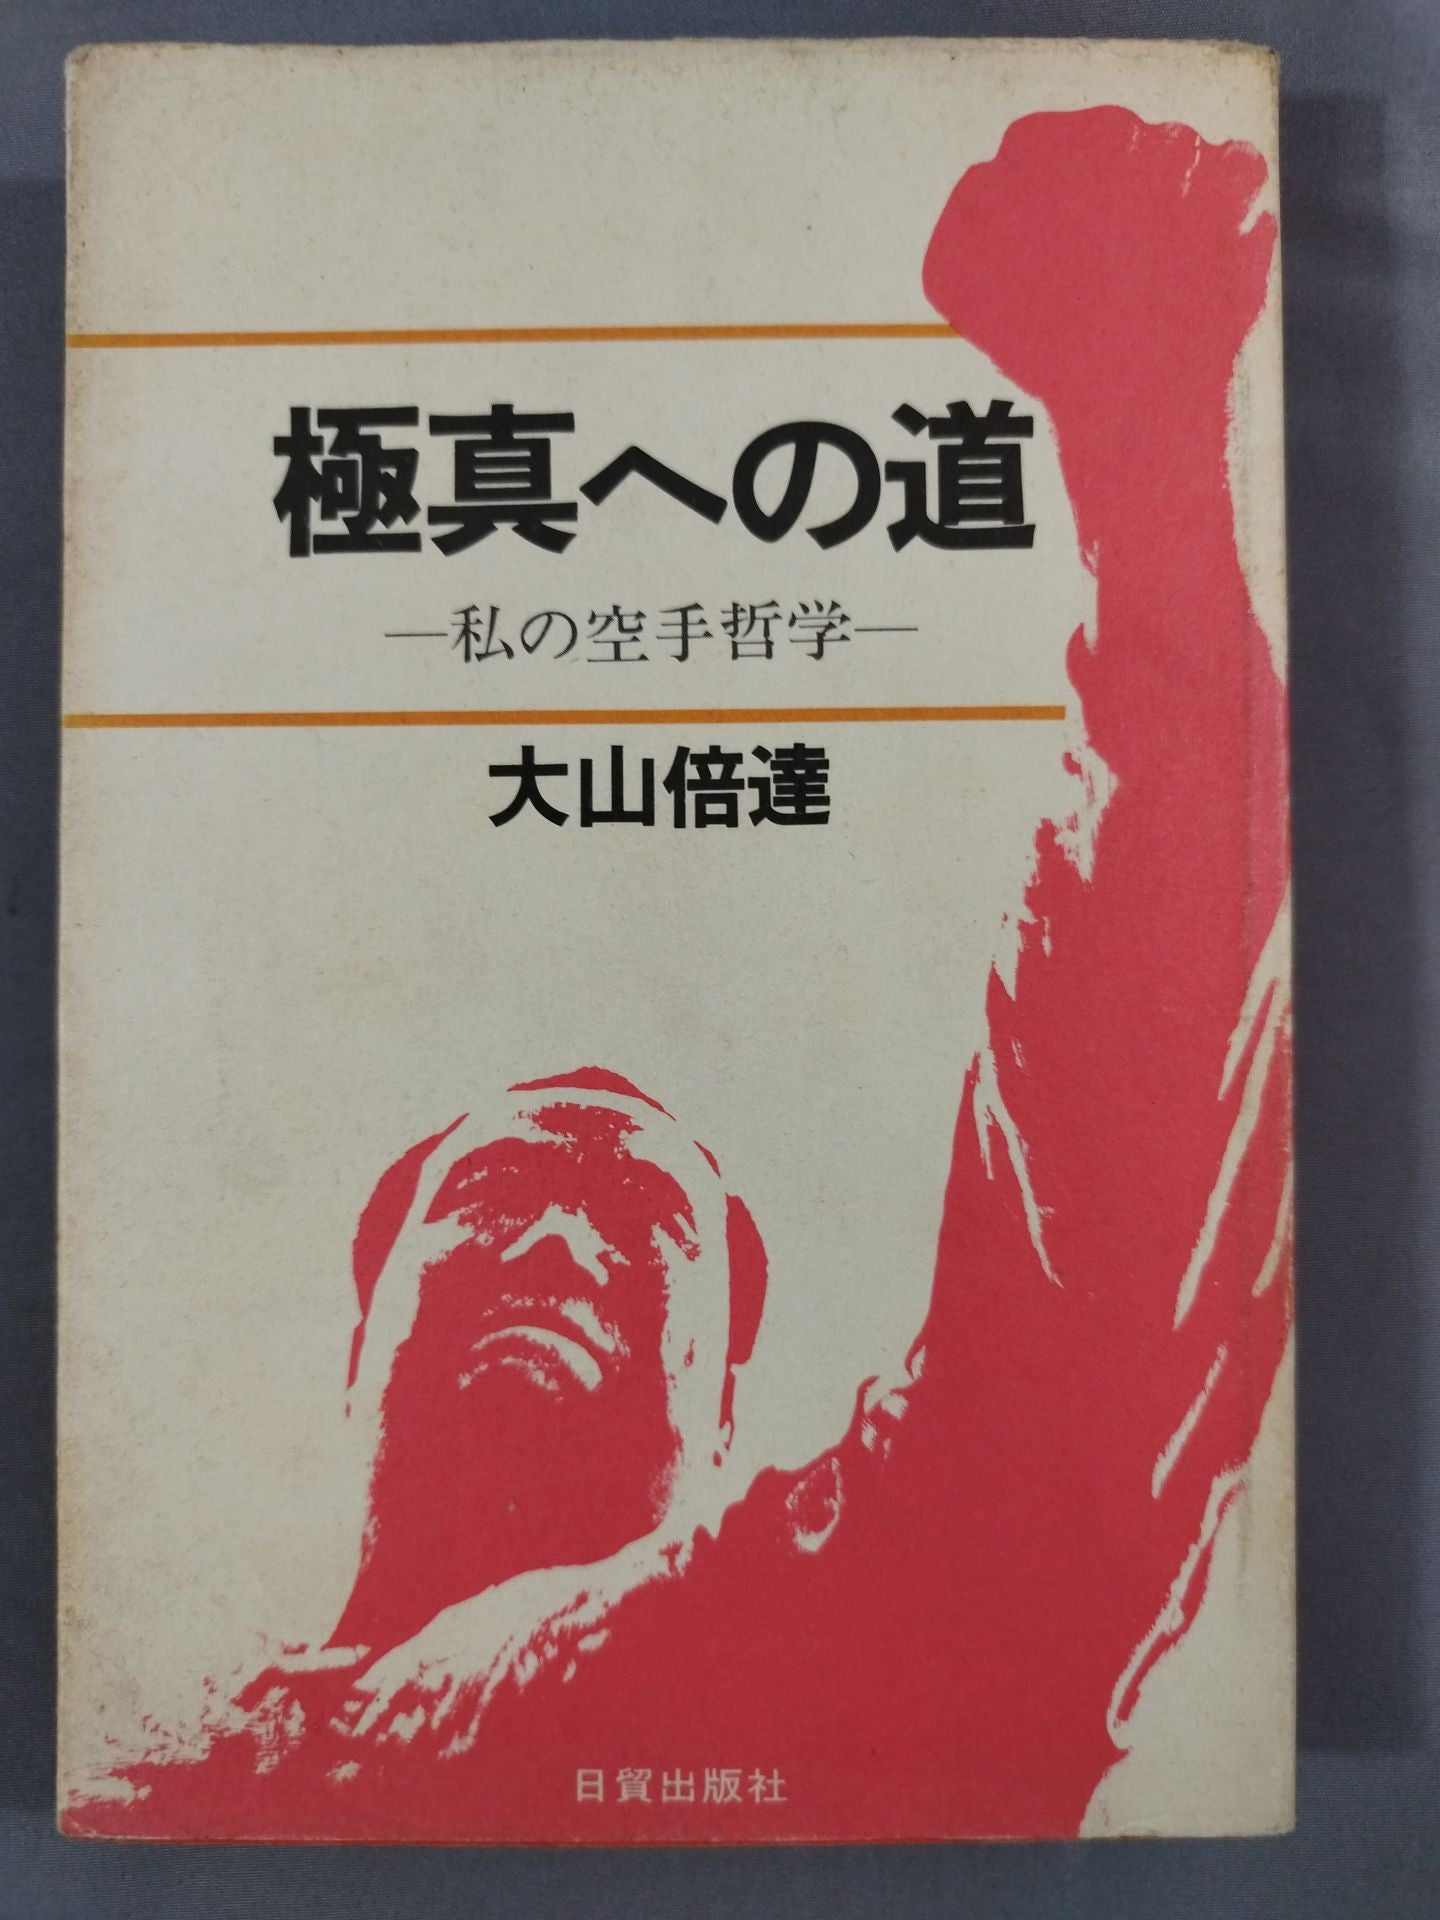 極真への道
―私の空手哲学―
大山倍達
日貿出版社